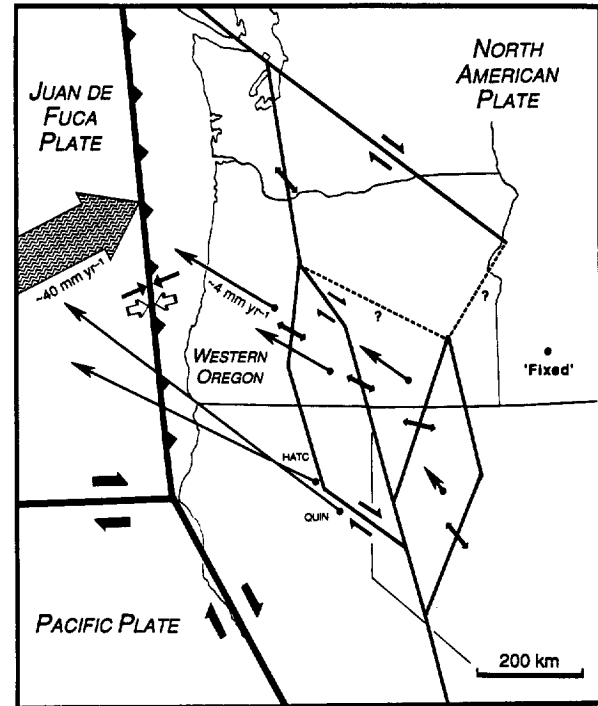 JUAN DE
FUCA
PLATE
NORTH
AMERICAN
PLATE
~40 mm yr⁻¹
~4 mm yr⁻¹
?
?
WESTERN
OREGON
'Fixed'
HATC
QUIN
PACIFIC PLATE
200 km